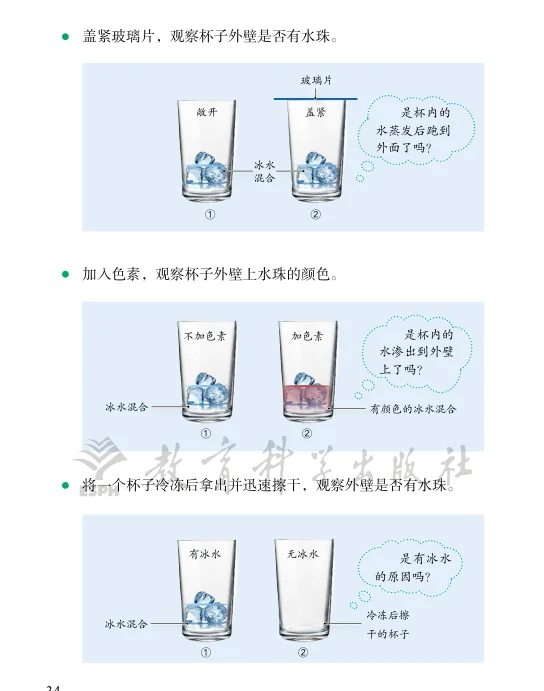 ● 盖紧玻璃片，观察杯子外壁是否有水珠。
玻璃片
敞开
盖紧
是杯内的
水蒸发后跑到
外面了吗？
冰水
混合
①
②
● 加入色素，观察杯子外壁上水珠的颜色。
不加色素
加色素
是杯内的
水渗出到外壁
上了吗？
冰水混合
有颜色的冰水混合
①
②
教育科学出版社
ESPH
● 将一个杯子冷冻后拿出并迅速擦干，观察外壁是否有水珠。
有冰水
无冰水
是有冰水
的原因吗？
冰水混合
冷冻后擦
干的杯子
①
②